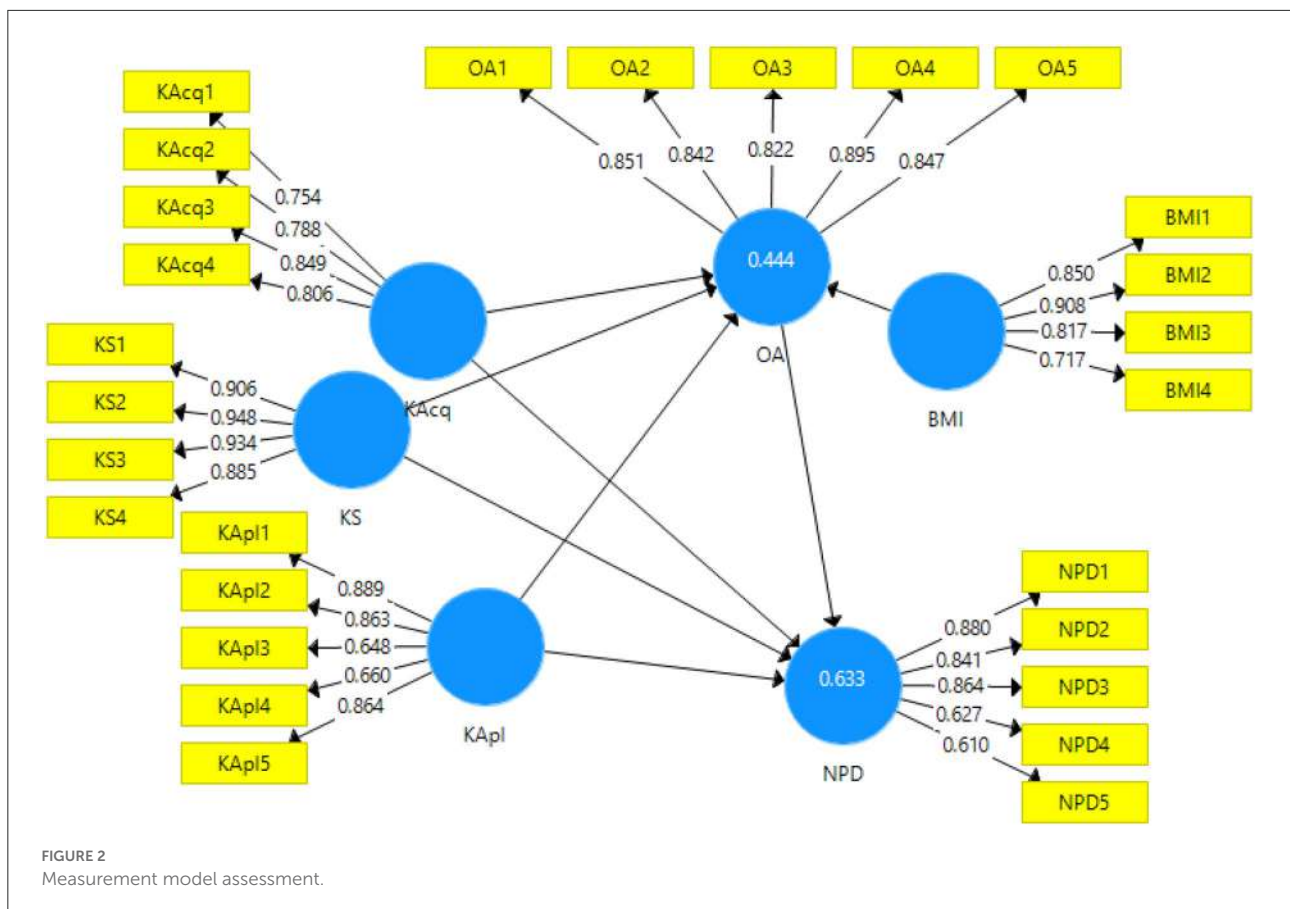 OA1
OA2
OA3
OA4
OA5
0.851
0.842
0.822
0.895
0.847
KAcq1
KAcq2
KAcq3
KAcq4
0.754
0.788
0.849
0.806
KAcq
0.444
OA
BMI1
BMI2
BMI3
BMI4
0.850
0.908
0.817
0.717
BMI
KS1
KS2
KS3
KS4
0.906
0.948
0.934
0.885
KS
KApl1
KApl2
KApl3
KApl4
KApl5
0.889
0.863
0.648
0.660
0.864
KApl
0.633
NPD
NPD1
NPD2
NPD3
NPD4
NPD5
0.880
0.841
0.864
0.627
0.610
FIGURE 2
Measurement model assessment.